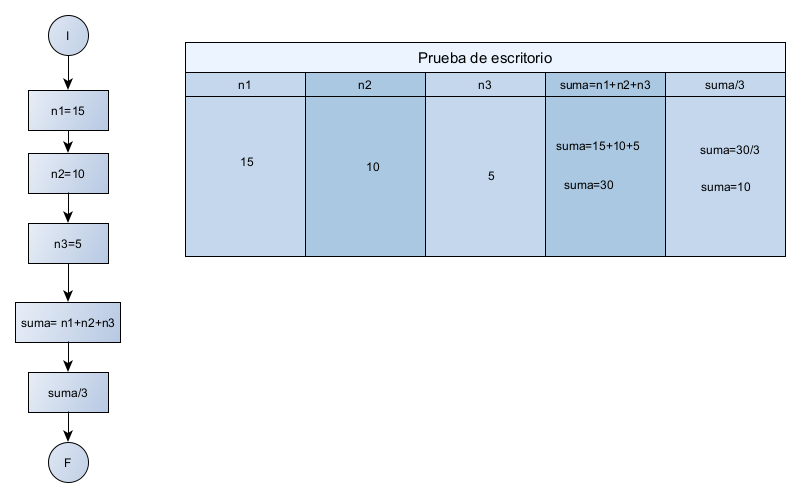 I
n1=15
n2=10
n3=5
suma= n1+n2+n3
suma/3
F
Prueba de escritorio
n1 n2 n3 suma=n1+n2+n3 suma/3
15 10 5 suma=15+10+5 suma=30/3
suma=30 suma=10